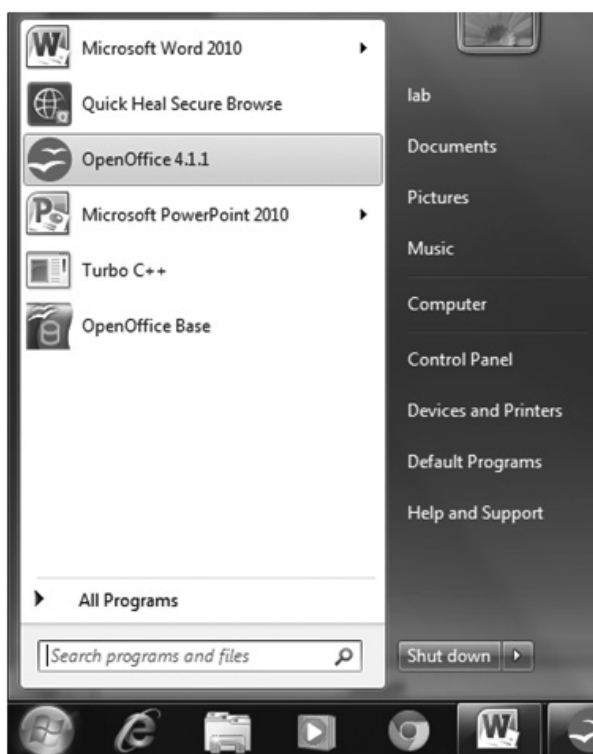 Microsoft Word 2010
Quick Heal Secure Browse
OpenOffice 4.1.1
Microsoft PowerPoint 2010
Turbo C++
OpenOffice Base
All Programs
Search programs and files
lab
Documents
Pictures
Music
Computer
Control Panel
Devices and Printers
Default Programs
Help and Support
Shut down